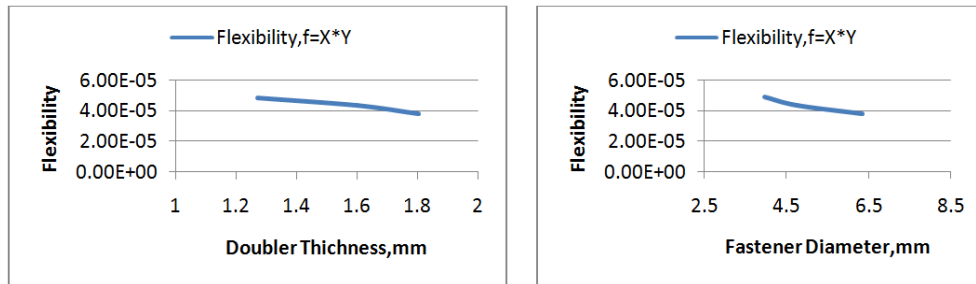 Flexibility,f=X*Y
6.00E-05
4.00E-05
2.00E-05
0.00E+00
Flexibility
1 1.2 1.4 1.6 1.8 2
Doubler Thichness,mm
Flexibility,f=X*Y
6.00E-05
4.00E-05
2.00E-05
0.00E+00
Flexibility
2.5 4.5 6.5 8.5
Fastener Diameter,mm